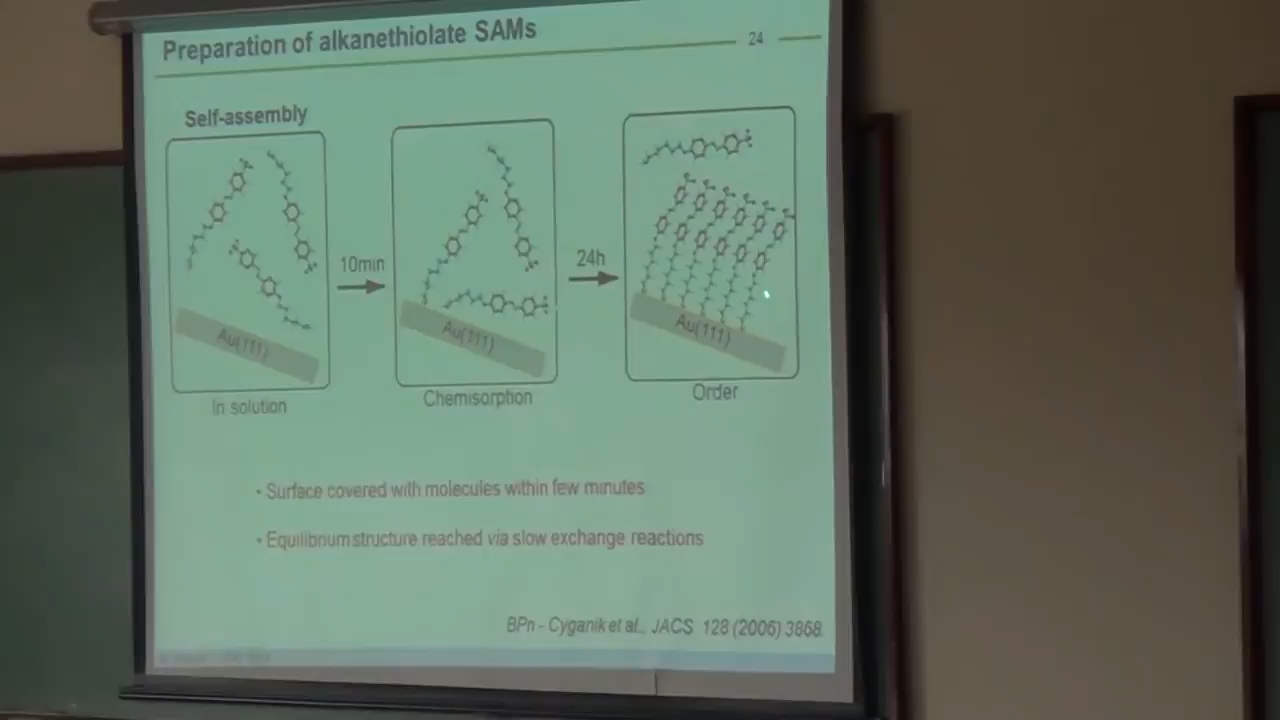 Preparation of alkanethiolate SAMs
24
Self-assembly
10min
24h
Au(111)
Au(111)
Au(111)
In solution
Chemisorption
Order
• Surface covered with molecules within few minutes
• Equilibrium structure reached via slow exchange reactions
BPn - Cyganik et al., JACS 128 (2006) 3868.